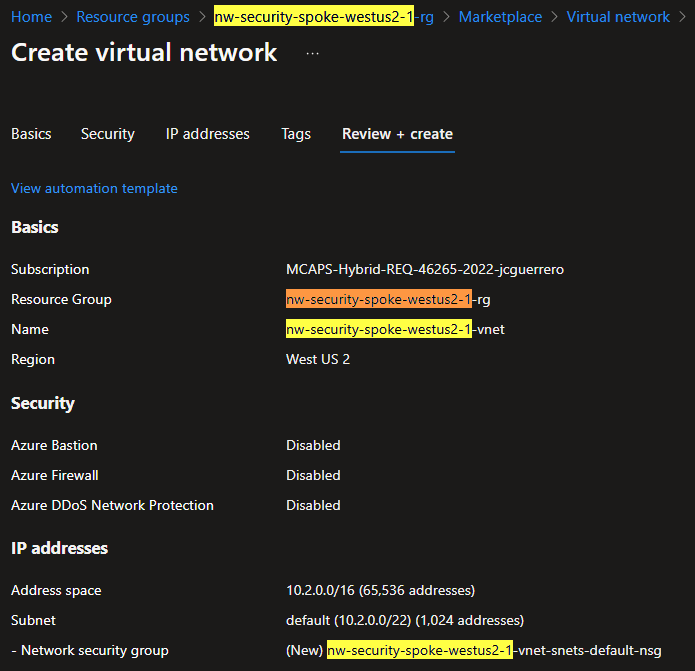 Home > Resource groups > nw-security-spoke-westus2-1-rg > Marketplace > Virtual network >
Create virtual network ...
Basics Security IP addresses Tags Review + create
View automation template
Basics
Subscription MCAPS-Hybrid-REQ-46265-2022-jcguerrero
Resource Group nw-security-spoke-westus2-1-rg
Name nw-security-spoke-westus2-1-vnet
Region West US 2
Security
Azure Bastion Disabled
Azure Firewall Disabled
Azure DDoS Network Protection Disabled
IP addresses
Address space 10.2.0.0/16 (65,536 addresses)
Subnet default (10.2.0.0/22) (1,024 addresses)
- Network security group (New) nw-security-spoke-westus2-1-vnet-snets-default-nsg